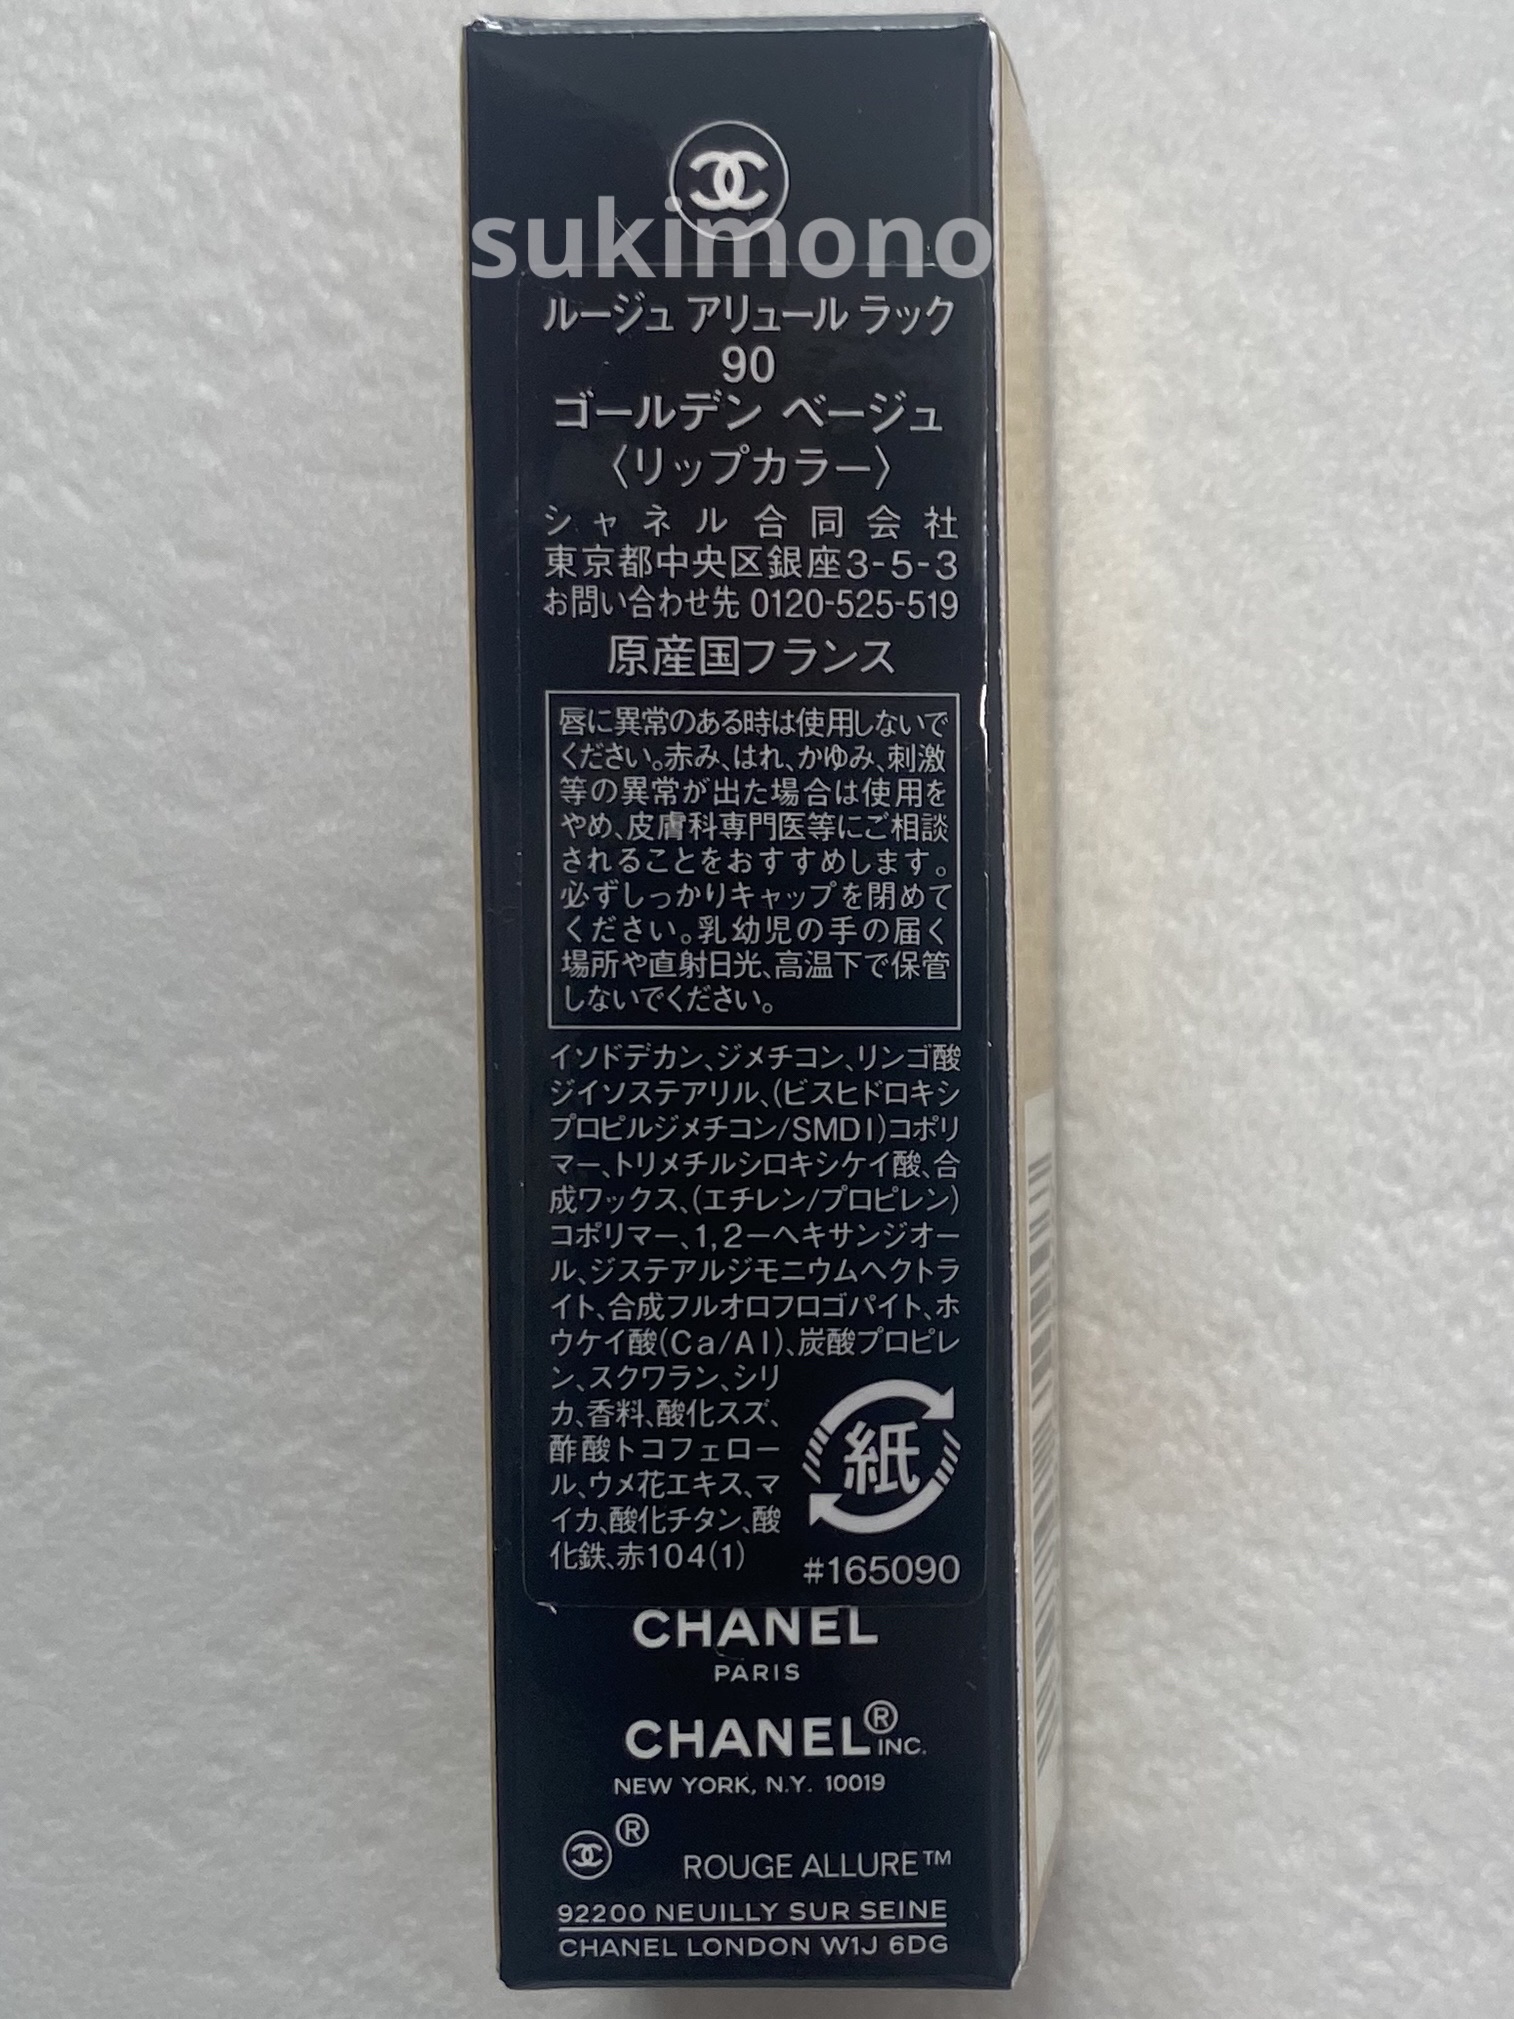 sukimono
ルージュ アリュール ラック
90
ゴールデン ベージュ
〈リップカラー〉
シャネル合同会社
東京都中央区銀座3-5-3
お問い合わせ先 0120-525-519
原産国フランス
唇に異常のある時は使用しないで
ください。赤み、はれ、かゆみ、刺激
等の異常が出た場合は使用を
やめ、皮膚科専門医等にご相談
されることをおすすめします。
必ずしっかりキャップを閉めて
ください。乳幼児の手の届く
場所や直射日光、高温下で保管
しないでください。
イソドデカン、ジメチコン、リンゴ酸
ジイソステアリル、(ビスヒドロキシ
プロピルジメチコン/SMDI)コポリ
マー、トリメチルシロキシケイ酸、合
成ワックス、(エチレン/プロピレン)
コポリマー、1,2－ヘキサンジオー
ル、ジステアルジモニウムヘクトラ
イト、合成フルオロフロゴパイト、ホ
ウケイ酸(Ca/Al)、炭酸プロピレ
ン、スクワラン、シリ
カ、香料、酸化スズ、
酢酸トコフェロー
ル、ウメ花エキス、マ
イカ、酸化チタン、酸
化鉄、赤104(1)
紙
#165090
CHANEL
PARIS
CHANEL® INC.
NEW YORK, N.Y. 10019
® ROUGE ALLURE™
92200 NEUILLY SUR SEINE
CHANEL LONDON W1J 6DG